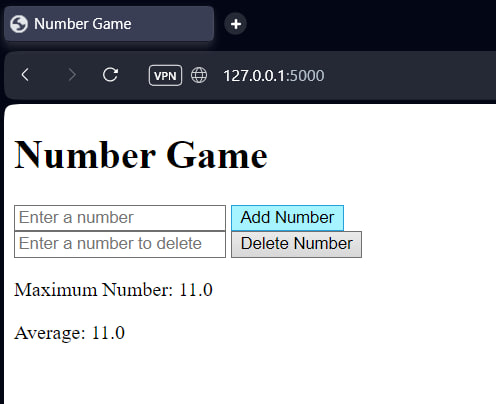 Number Game
VPN 127.0.0.1:5000
Number Game
Enter a number Add Number
Enter a number to delete Delete Number
Maximum Number: 11.0
Average: 11.0